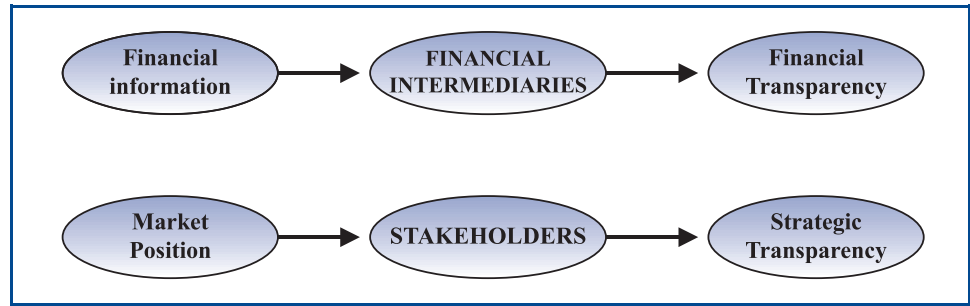 Financial
information
FINANCIAL
INTERMEDIARIES
Financial
Transparency
Market
Position
STAKEHOLDERS
Strategic
Transparency